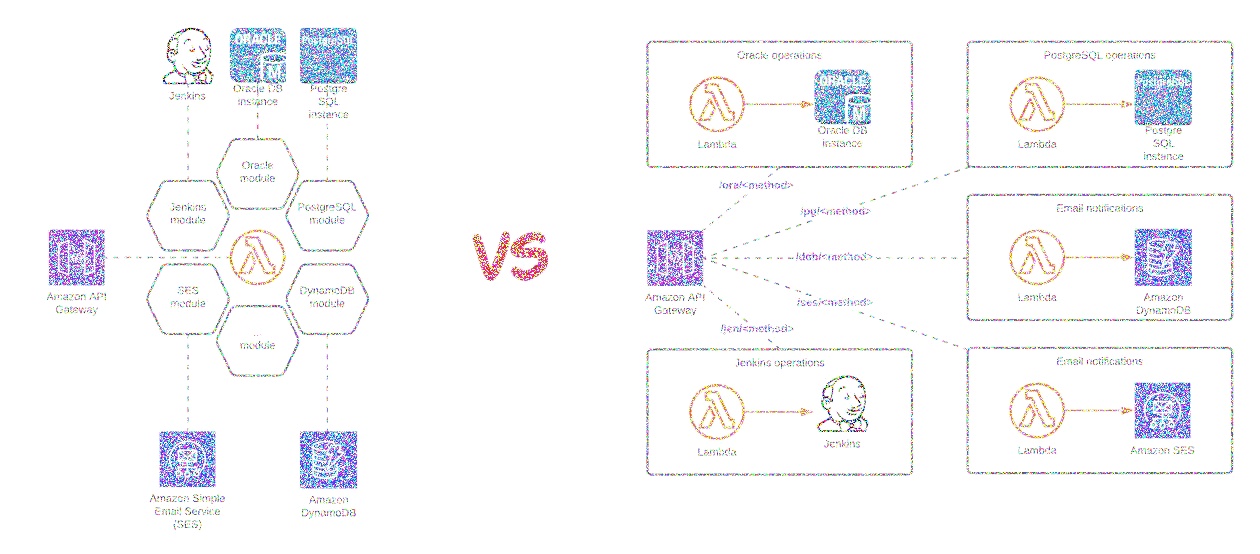 ORACLE
PostgreSQL
Jenkins
Oracle DB
instance
Postgre
SQL
instance
Oracle
module
Jenkins
module
PostgreSQL
module
Amazon API
Gateway
SES
module
DynamoDB
module
...
module
Amazon Simple
Email Service
(SES)
Amazon
DynamoDB
VS
Oracle operations
ORACLE
Lambda
Oracle DB
instance
PostgreSQL operations
PostgreSQL
Lambda
Postgre
SQL
instance
/ora/<method>
/pg/<method>
Email notifications
Lambda
Amazon
DynamoDB
/ddb/<method>
Amazon API
Gateway
/ses/<method>
/jen/<method>
Jenkins operations
Lambda
Jenkins
Email notifications
Lambda
Amazon SES